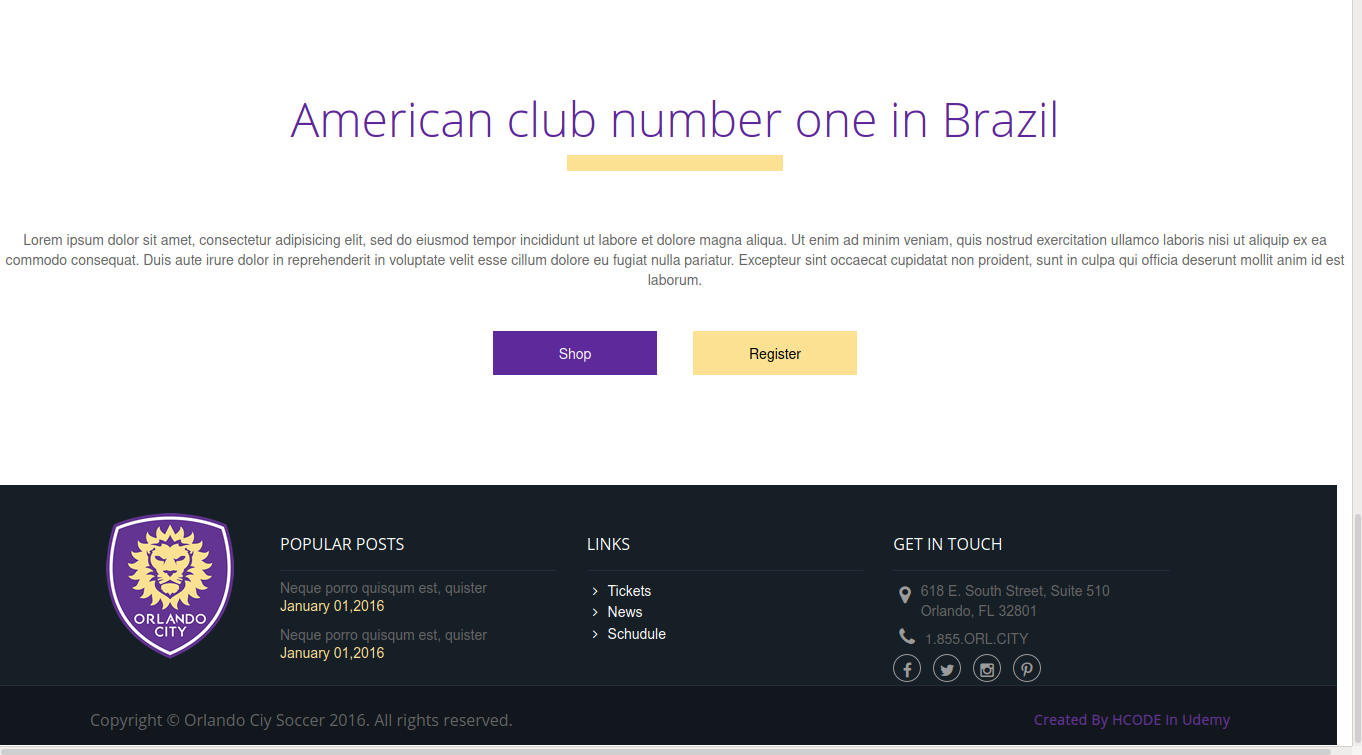 American club number one in Brazil
Lorem ipsum dolor sit amet, consectetur adipisicing elit, sed do eiusmod tempor incididunt ut labore et dolore magna aliqua. Ut enim ad minim veniam, quis nostrud exercitation ullamco laboris nisi ut aliquip ex ea
commodo consequat. Duis aute irure dolor in reprehenderit in voluptate velit esse cillum dolore eu fugiat nulla pariatur. Excepteur sint occaecat cupidatat non proident, sunt in culpa qui officia deserunt mollit anim id est
laborum.
Shop
Register
ORLANDO
CITY
POPULAR POSTS
Neque porro quisqum est, quister
January 01,2016
Neque porro quisqum est, quister
January 01,2016
LINKS
Tickets
News
Schudule
GET IN TOUCH
618 E. South Street, Suite 510
Orlando, FL 32801
1.855.ORL.CITY
Copyright © Orlando Ciy Soccer 2016. All rights reserved.
Created By HCODE In Udemy